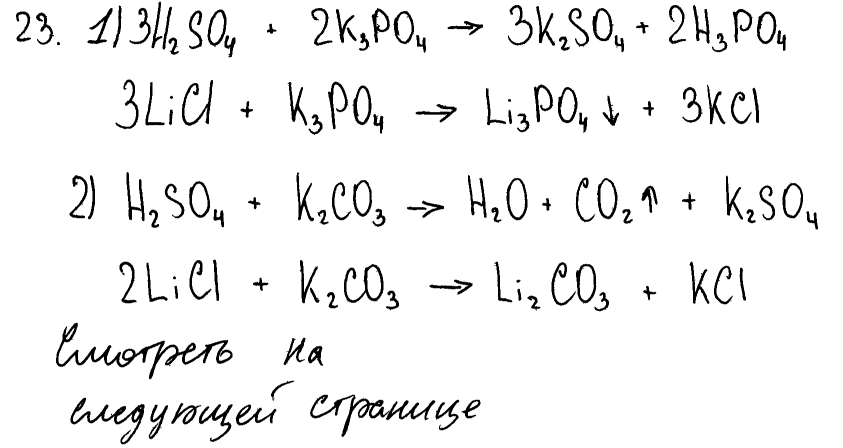 23. 1) 3H₂SO₄ + 2K₃PO₄ → 3K₂SO₄ + 2H₃PO₄
3LiCl + K₃PO₄ → Li₃PO₄↓ + 3KCl
2) H₂SO₄ + K₂CO₃ → H₂O + CO₂↑ + K₂SO₄
2LiCl + K₂CO₃ → Li₂CO₃ + KCl
Смотреть на
следующей странице